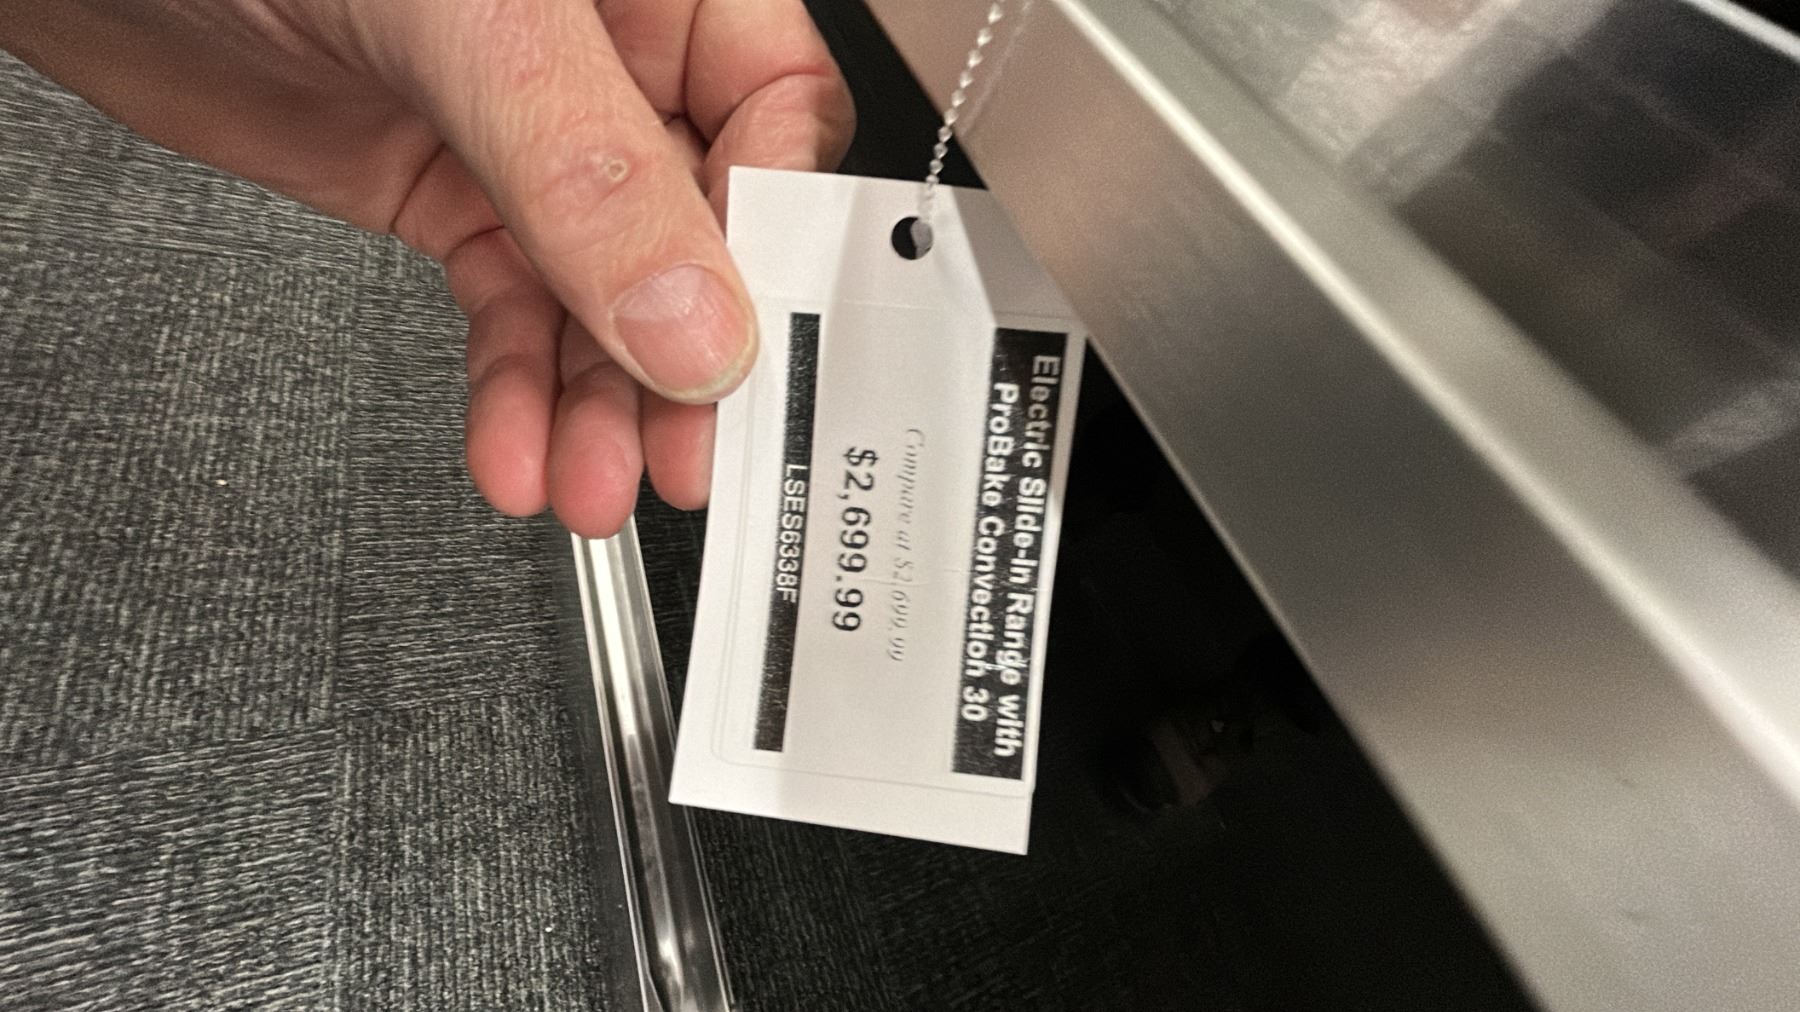 Electric Slide-In Range with
ProBake Convection 30
Compare at $2,699.99
$2,699.99
LSES6338F